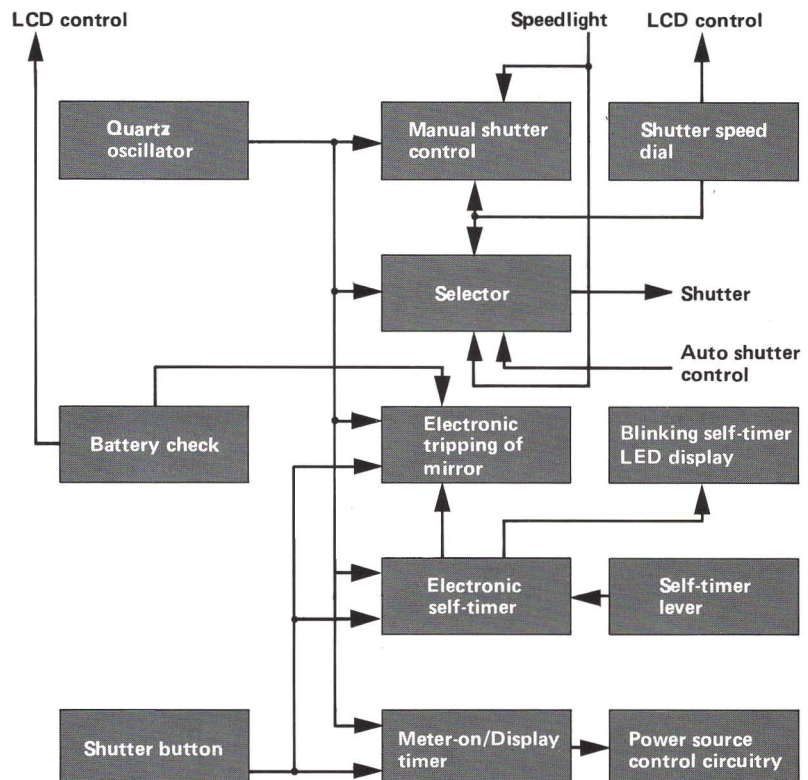 LCD control
Speedlight
LCD control
Quartz
oscillator
Manual shutter
control
Shutter speed
dial
Selector
Shutter
Auto shutter
control
Battery check
Electronic
tripping of
mirror
Blinking self-timer
LED display
Electronic
self-timer
Self-timer
lever
Shutter button
Meter-on/Display
timer
Power source
control circuitry